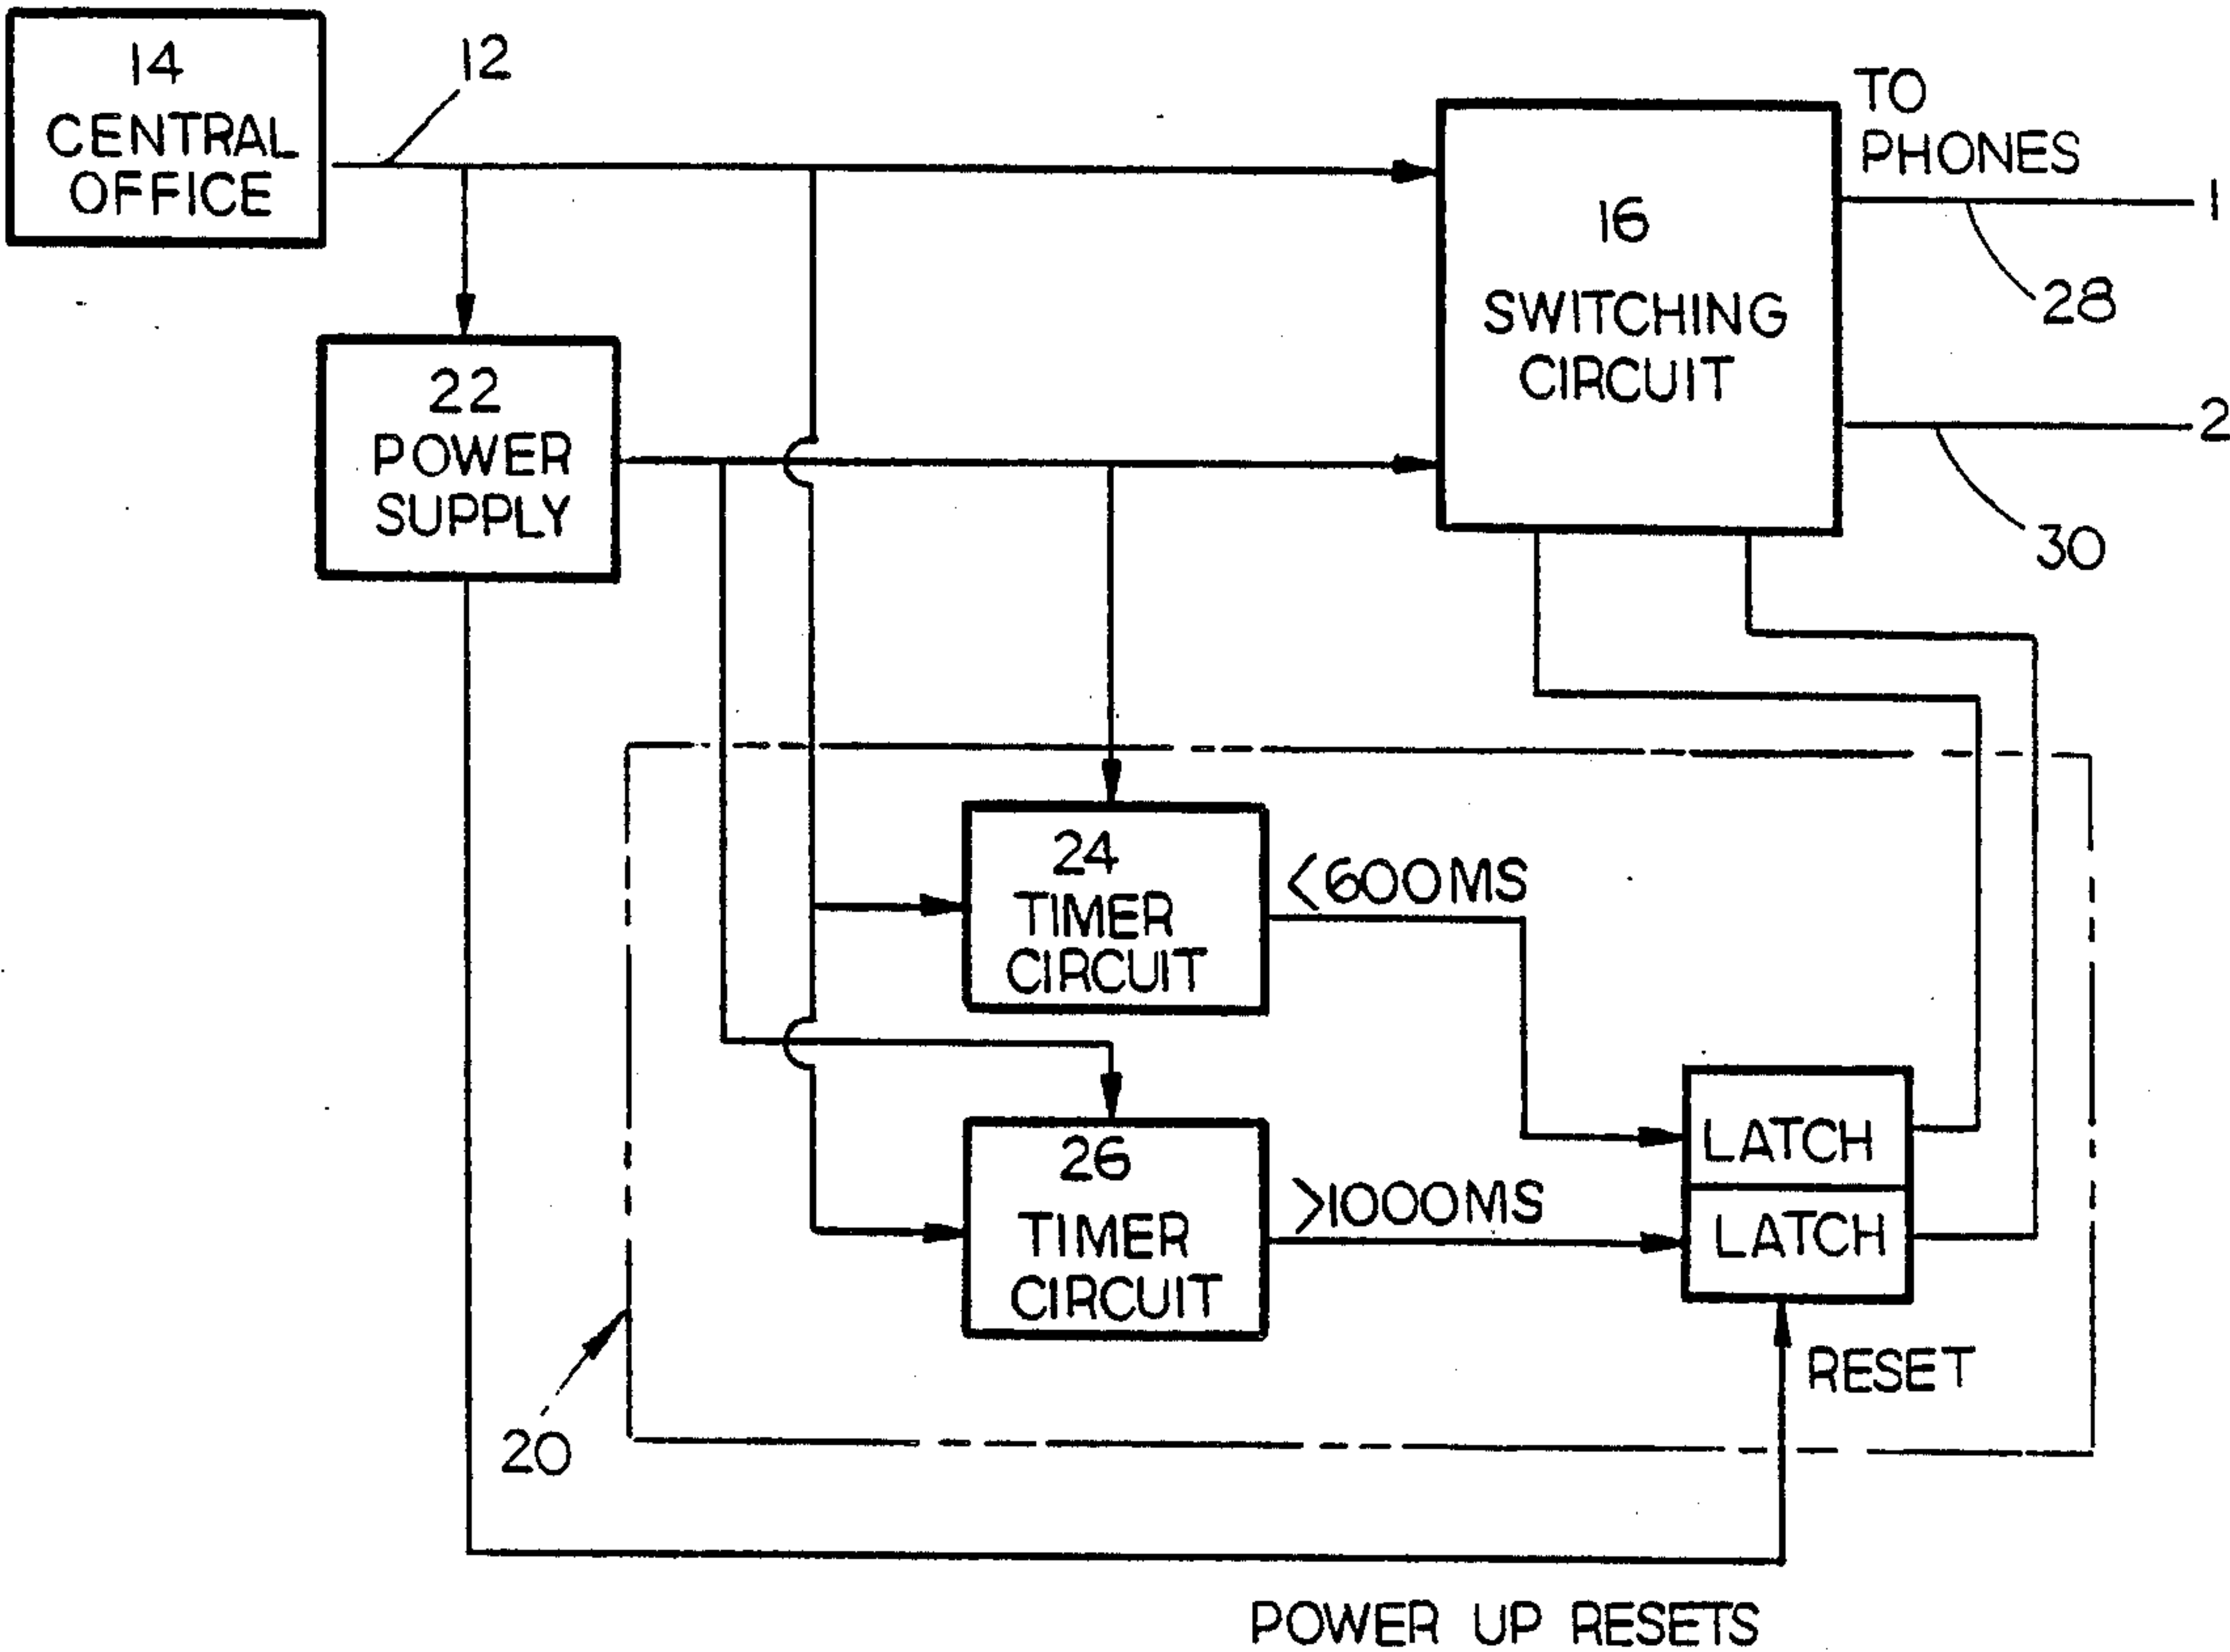 14
CENTRAL
OFFICE
12
TO
PHONES
1
28
16
SWITCHING
CIRCUIT
2
30
22
POWER
SUPPLY
24
TIMER
CIRCUIT
<600MS
26
TIMER
CIRCUIT
>1000MS
LATCH
LATCH
RESET
20
POWER UP RESETS